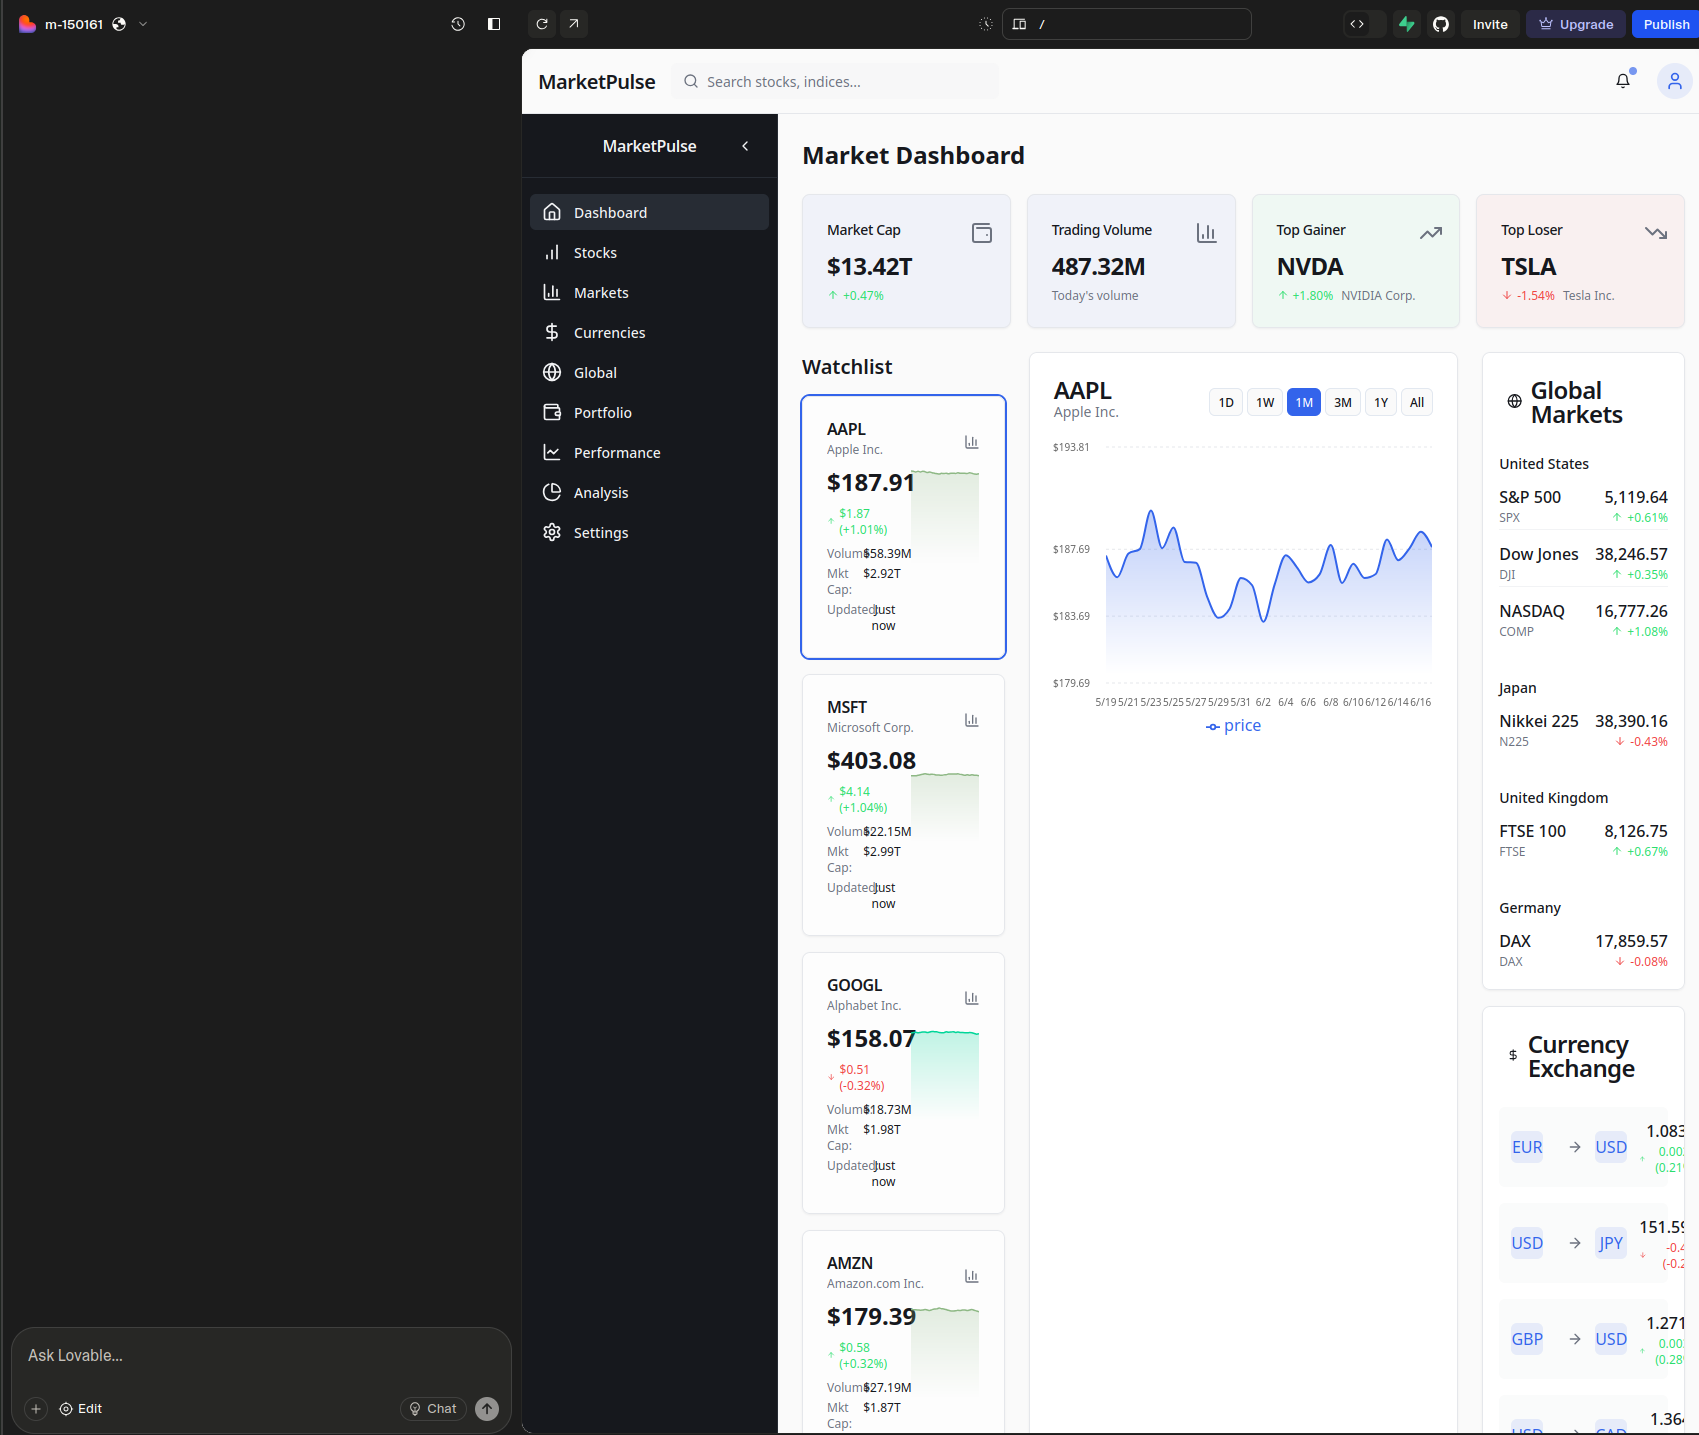 m-150161
/
Invite
Upgrade
Publish
MarketPulse
Search stocks, indices...
MarketPulse
Dashboard
Stocks
Markets
Currencies
Global
Portfolio
Performance
Analysis
Settings
Ask Lovable...
Edit
Chat
Market Dashboard
Market Cap
$13.42T
+0.47%
Trading Volume
487.32M
Today's volume
Top Gainer
NVDA
+1.80% NVIDIA Corp.
Top Loser
TSLA
-1.54% Tesla Inc.
Watchlist
AAPL
Apple Inc.
$187.91
$1.87
(+1.01%)
Volum $58.39M
Mkt $2.92T
Cap:
Updated Just
now
MSFT
Microsoft Corp.
$403.08
$4.14
(+1.04%)
Volum $22.15M
Mkt $2.99T
Cap:
Updated Just
now
GOOGL
Alphabet Inc.
$158.07
$0.51
(-0.32%)
Volum $18.73M
Mkt $1.98T
Cap:
Updated Just
now
AMZN
Amazon.com Inc.
$179.39
$0.58
(+0.32%)
Volum $27.19M
Mkt $1.87T
Cap:
AAPL
Apple Inc.
1D 1W 1M 3M 1Y All
$193.81
$187.69
$183.69
$179.69
5/19 5/21 5/23 5/25 5/27 5/29 5/31 6/2 6/4 6/6 6/8 6/10 6/12 6/14 6/16
price
Global
Markets
United States
S&P 500 5,119.64
SPX +0.61%
Dow Jones 38,246.57
DJI +0.35%
NASDAQ 16,777.26
COMP +1.08%
Japan
Nikkei 225 38,390.16
N225 -0.43%
United Kingdom
FTSE 100 8,126.75
FTSE +0.67%
Germany
DAX 17,859.57
DAX -0.08%
$ Currency
Exchange
EUR → USD 1.083
0.00
(0.21
USD → JPY 151.59
-0.4
(-0.2
GBP → USD 1.271
0.00
(0.28
USD CAD 1.364